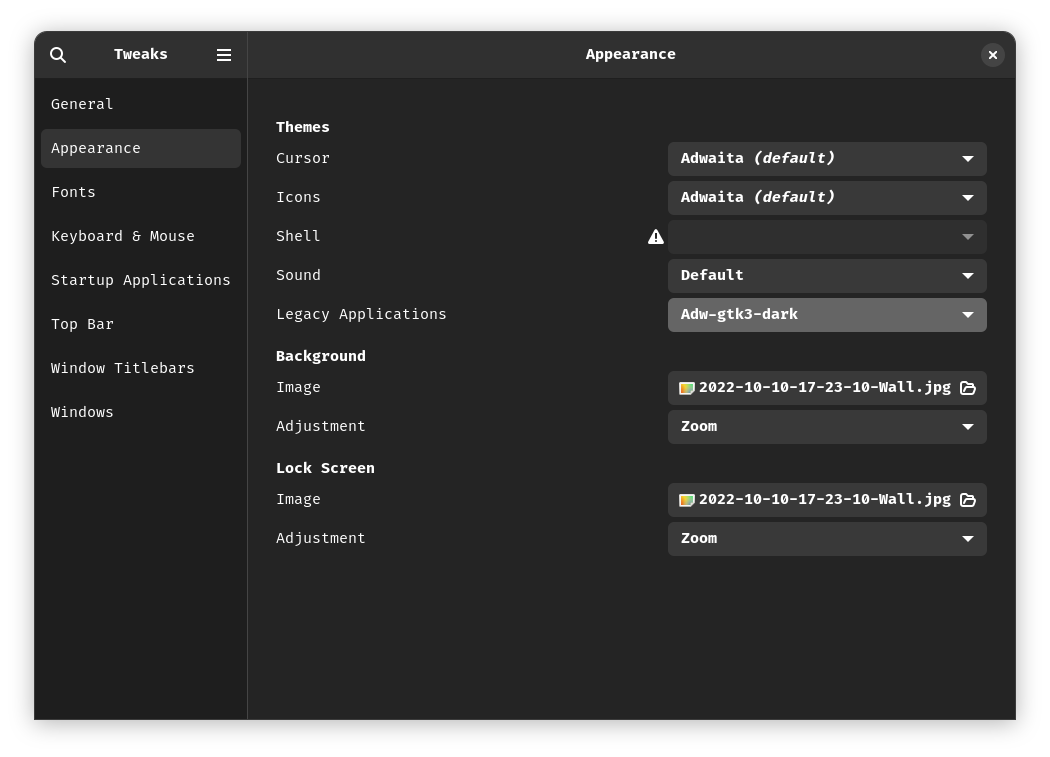 Tweaks
Appearance
General
Appearance
Fonts
Keyboard & Mouse
Startup Applications
Top Bar
Window Titlebars
Windows
Themes
Cursor Adwaita (default)
Icons Adwaita (default)
Shell
Sound Default
Legacy Applications Adw-gtk3-dark
Background
Image 2022-10-10-17-23-10-Wall.jpg
Adjustment Zoom
Lock Screen
Image 2022-10-10-17-23-10-Wall.jpg
Adjustment Zoom